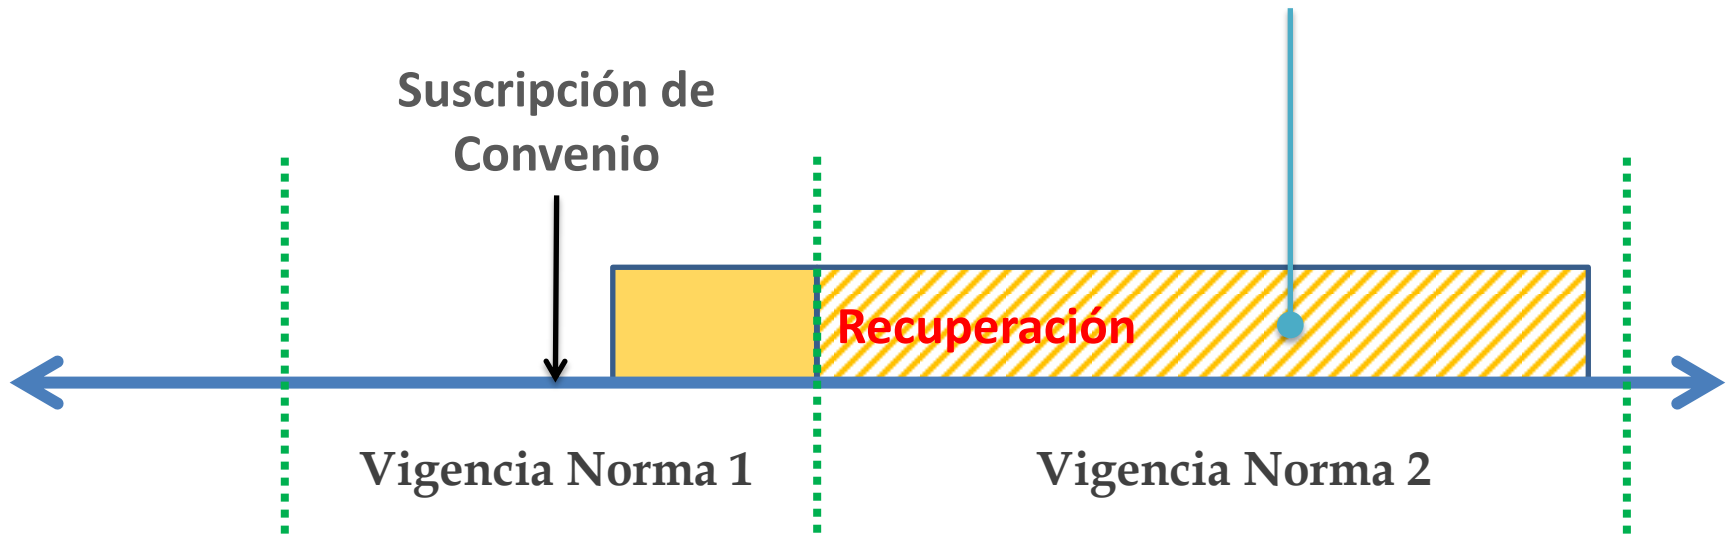 Suscripción de
Convenio
Recuperación
Vigencia Norma 1
Vigencia Norma 2